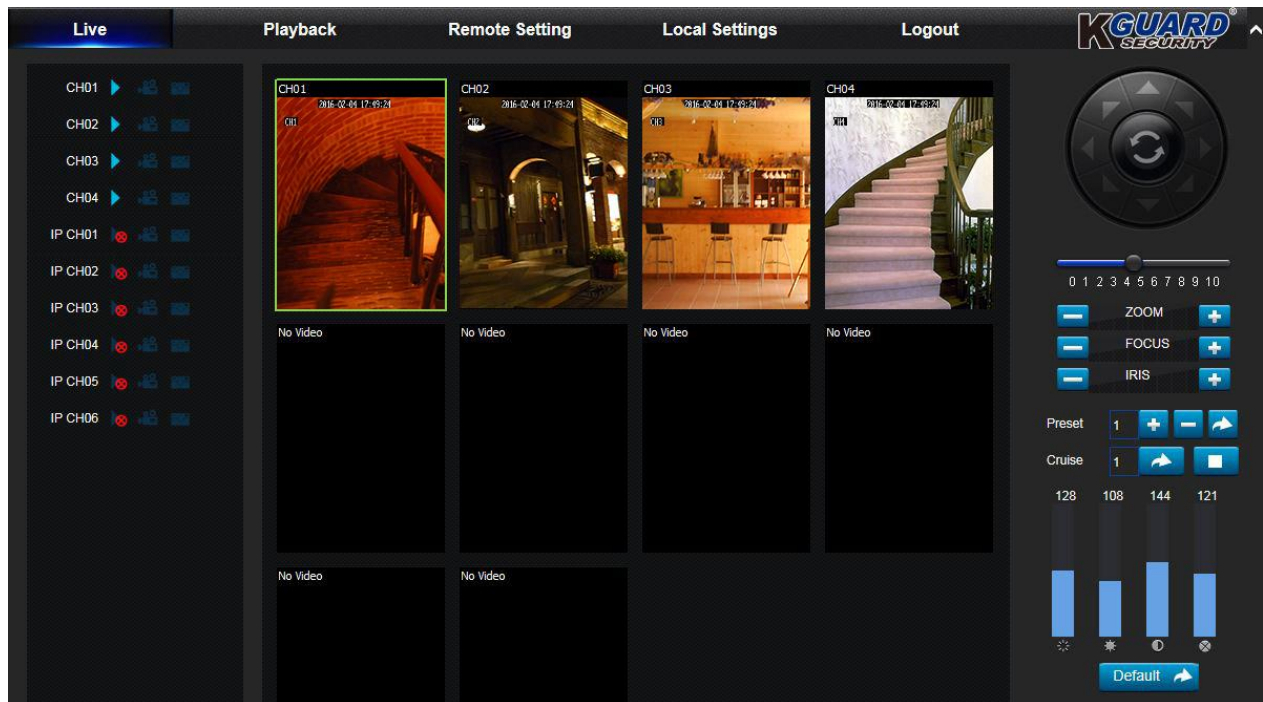 Live Playback Remote Setting Local Settings Logout KGUARD® SECURITY
CH01
CH02
CH03
CH04
IP CH01
IP CH02
IP CH03
IP CH04
IP CH05
IP CH06
CH01 CH02 CH03 CH04
2016-02-04 17:49:24 2016-02-04 17:49:24 2016-02-04 17:49:24 2016-02-04 17:49:24
CH1 CH2 CH3 CH4
No Video No Video No Video No Video
No Video No Video
0 1 2 3 4 5 6 7 8 9 10
ZOOM
FOCUS
IRIS
Preset 1
Cruise 1
128 108 144 121
Default